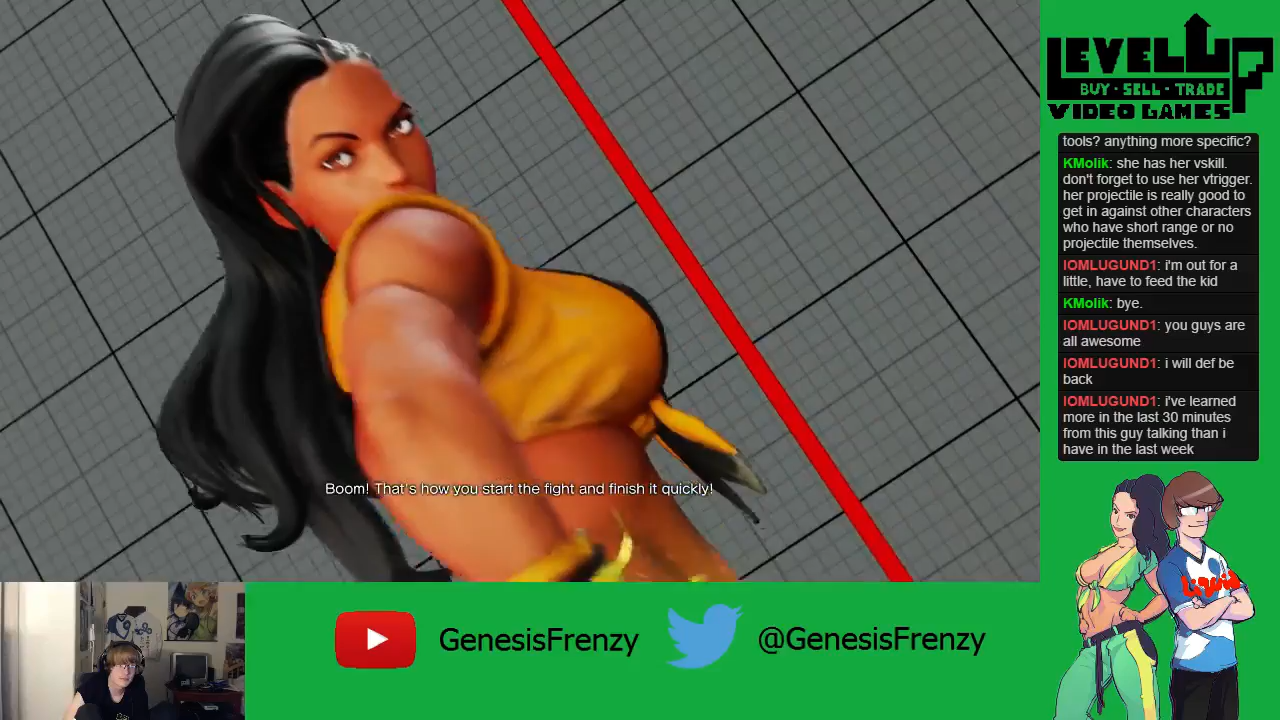 LEVEL UP
BUY - SELL - TRADE
VIDEO GAMES
tools? anything more specific?
KMolik: she has her vskill.
don't forget to use her vtrigger.
her projectile is really good to
get in against other characters
who have short range or no
projectile themselves.
IOMLUGUND1: i'm out for a
little, have to feed the kid
KMolik: bye.
IOMLUGUND1: you guys are
all awesome
IOMLUGUND1: i will def be
back
IOMLUGUND1: i've learned
more in the last 30 minutes
from this guy talking than i
have in the last week
Boom! That's how you start the fight and finish it quickly!
Liquid
GenesisFrenzy
@GenesisFrenzy